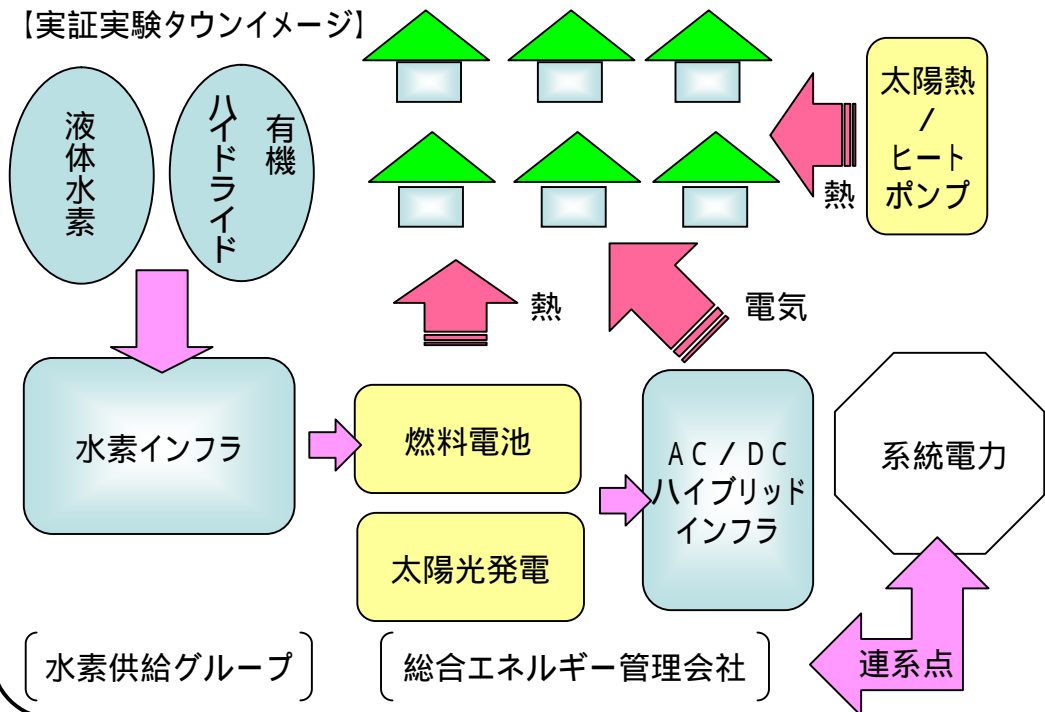 【実証実験タウンイメージ】
液体水素
有機
ハイドライド
太陽熱
/
ヒート
ポンプ
熱
熱
電気
水素インフラ
燃料電池
太陽光発電
AC/DC
ハイブリッド
インフラ
系統電力
水素供給グループ
総合エネルギー管理会社
連系点